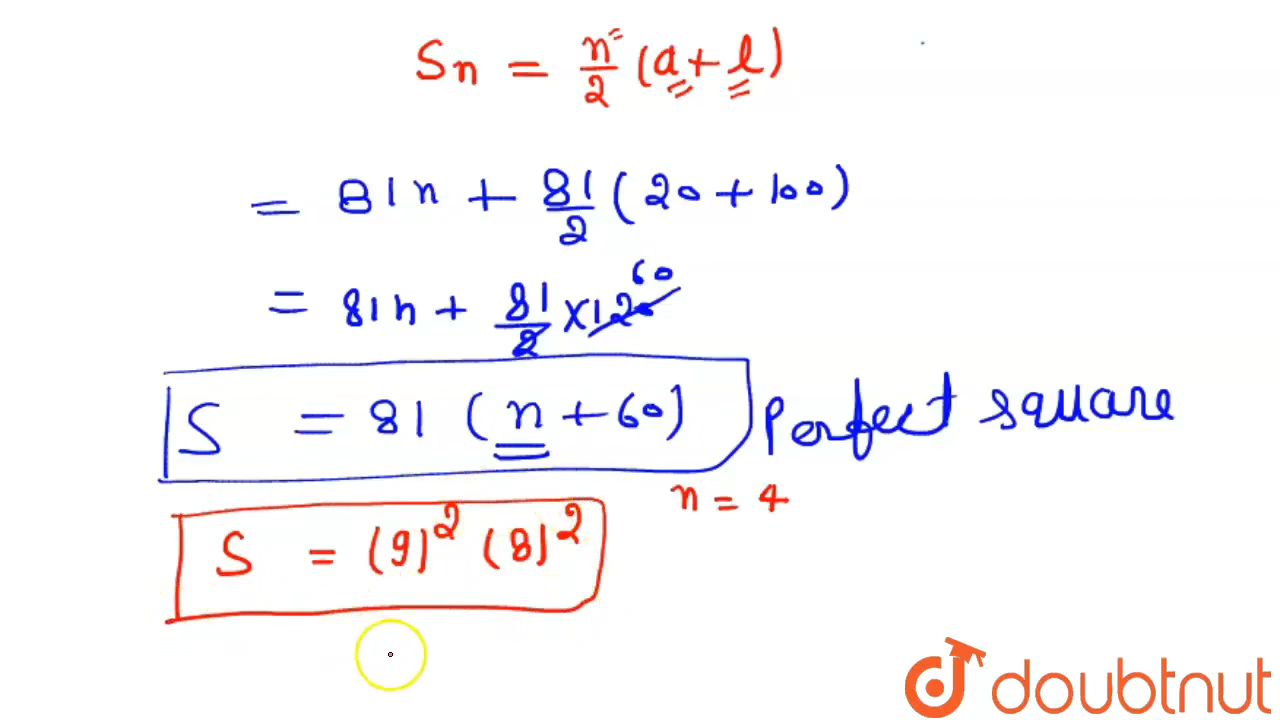 Sn = n/2 (a + l)
= 81n + 81/2 (20 + 100)
= 81n + 81/2 × 120 60
S = 81 (n + 60) Perfect square
n = 4
S = (9)² (8)²
doubtnut